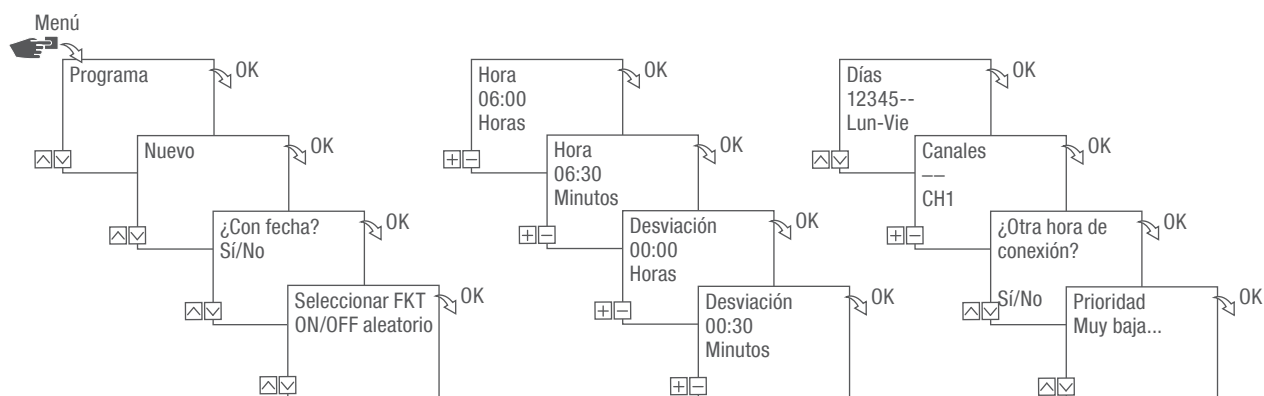 Menú
Programa
OK
Nuevo
OK
¿Con fecha?
Sí/No
OK
Seleccionar FKT
ON/OFF aleatorio
OK
Hora
06:00
Horas
OK
Hora
06:30
Minutos
OK
Desviación
00:00
Horas
OK
Desviación
00:30
Minutos
OK
Días
12345--
Lun-Vie
OK
Canales
––
CH1
OK
¿Otra hora de
conexión?
Sí/No
OK
Prioridad
Muy baja...
OK